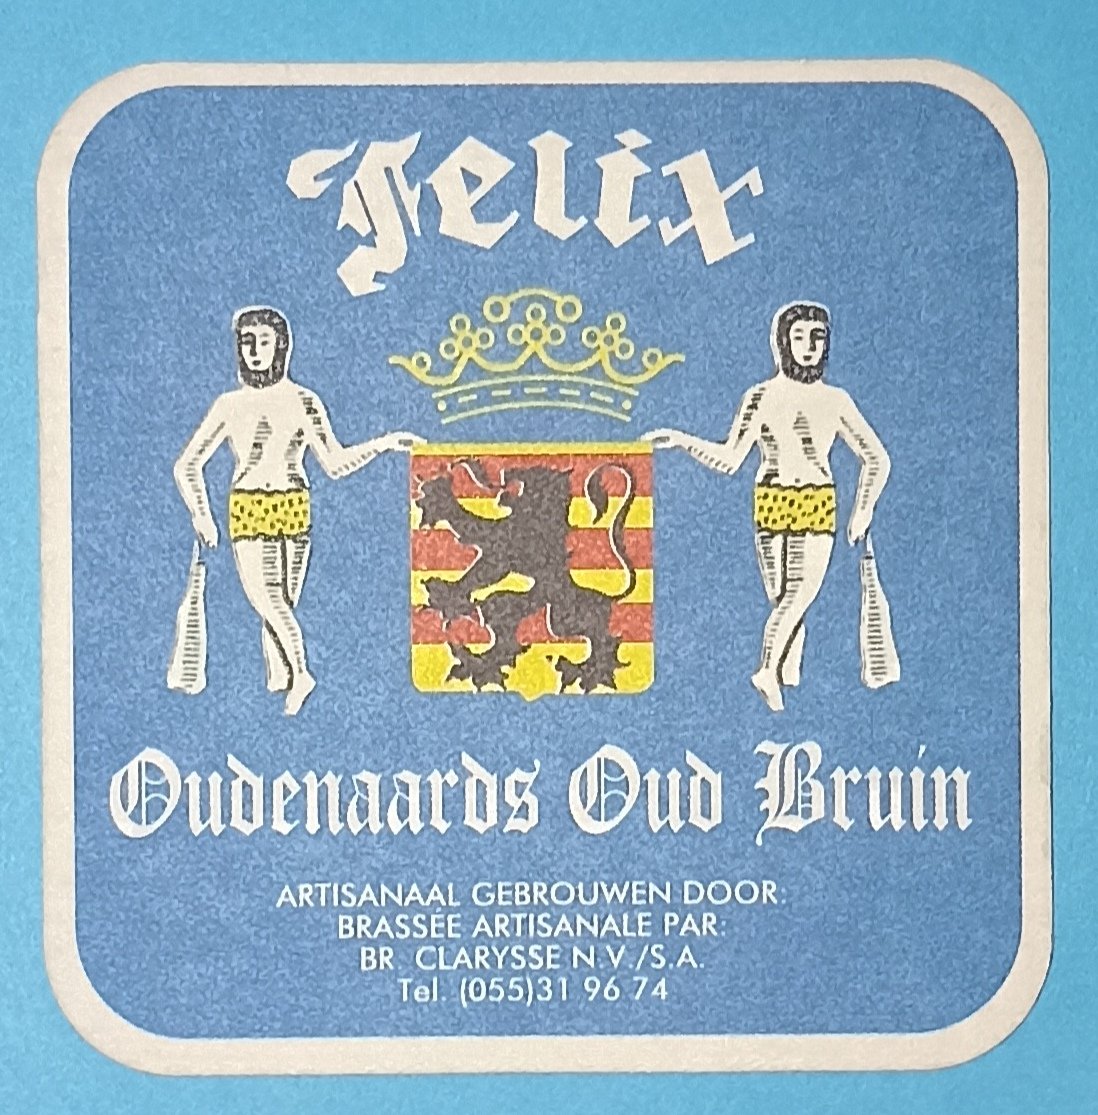 Felix
Oudenaards Oud Bruin
ARTISANAAL GEBROUWEN DOOR:
BRASSÉE ARTISANALE PAR:
BR. CLARYSSE N.V./S.A.
Tel. (055)31 96 74